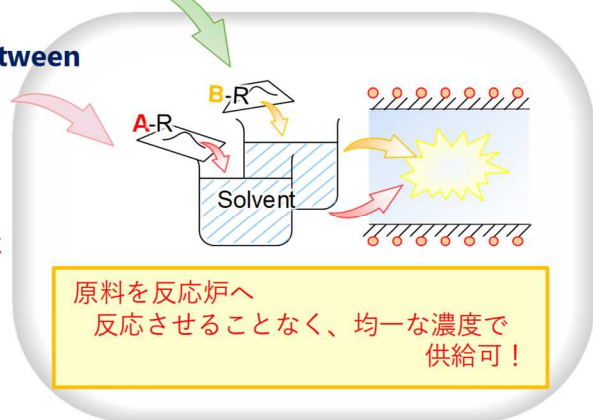 tween
B-R
A-R
Solvent
原料を反応炉へ
反応させることなく、均一な濃度で
供給可！